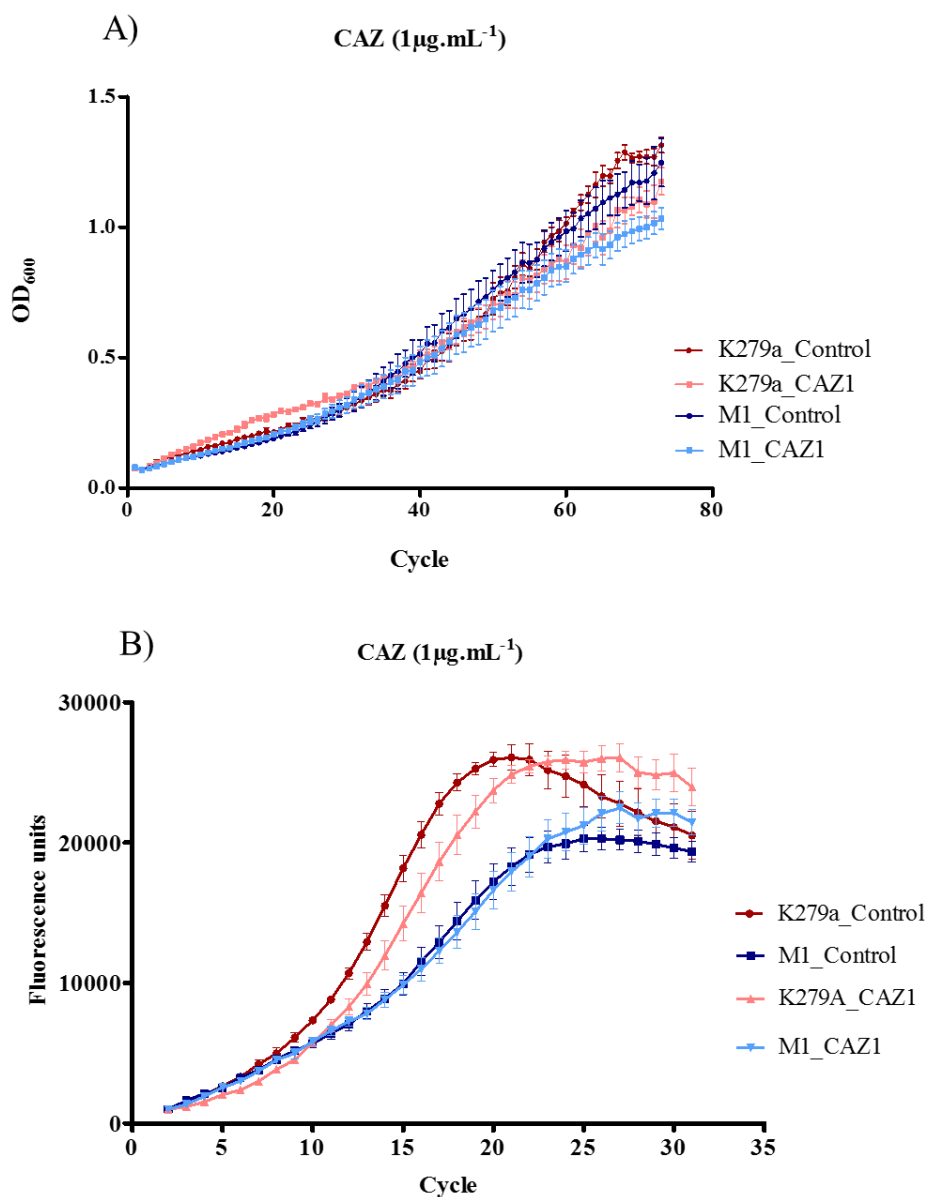 A)
CAZ (1µg.mL-1)
1.5
1.0
0.5
0.0
OD600
0
20
40
60
80
Cycle
K279a_Control
K279a_CAZ1
M1_Control
M1_CAZ1
B)
CAZ (1µg.mL-1)
30000
20000
10000
0
Fluorescence units
0
5
10
15
20
25
30
35
Cycle
K279a_Control
M1_Control
K279A_CAZ1
M1_CAZ1